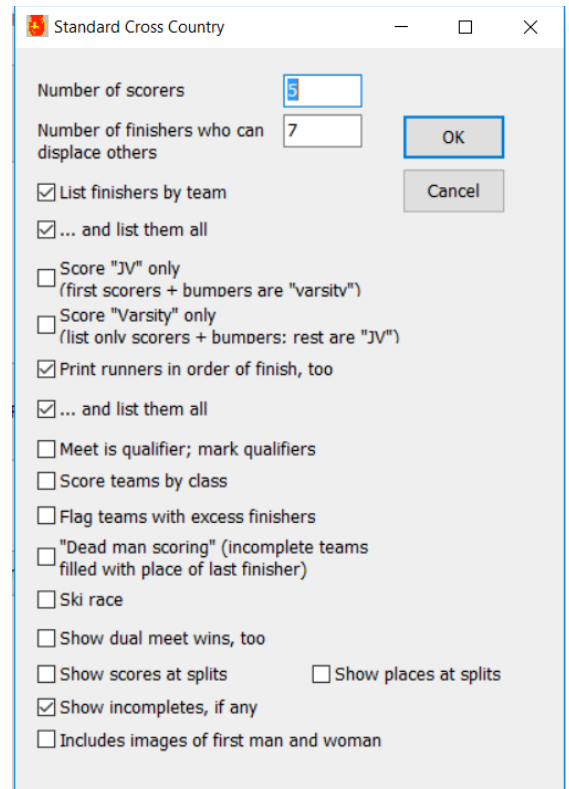 Standard Cross Country
Number of scorers
5
Number of finishers who can
displace others
7
OK
Cancel
List finishers by team
... and list them all
Score "JV" only
(first scorers + bumpers are "varsity")
Score "Varsity" only
(list only scorers + bumpers; rest are "JV")
Print runners in order of finish, too
... and list them all
Meet is qualifier; mark qualifiers
Score teams by class
Flag teams with excess finishers
"Dead man scoring" (incomplete teams
filled with place of last finisher)
Ski race
Show dual meet wins, too
Show scores at splits
Show places at splits
Show incompletes, if any
Includes images of first man and woman